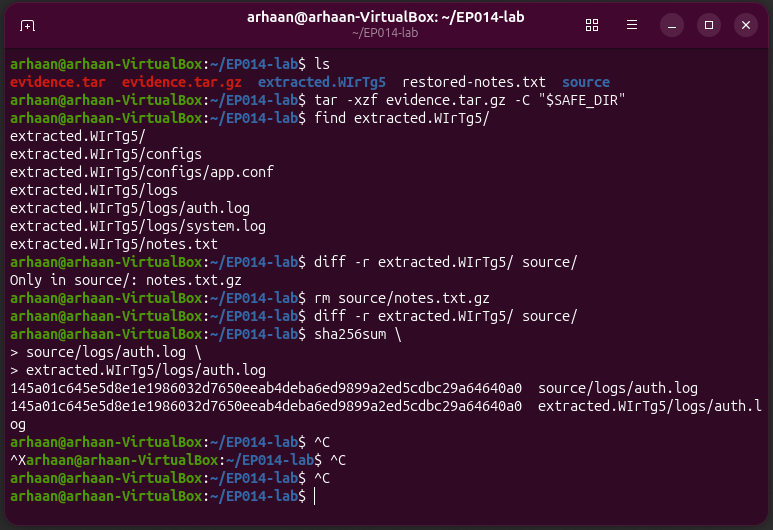 arhaan@arhaan-VirtualBox: ~/EP014-lab
~/EP014-lab
arhaan@arhaan-VirtualBox:~/EP014-lab$ ls
evidence.tar  evidence.tar.gz  extracted.WIrTg5  restored-notes.txt  source
arhaan@arhaan-VirtualBox:~/EP014-lab$ tar -xzf evidence.tar.gz -C "$SAFE_DIR"
arhaan@arhaan-VirtualBox:~/EP014-lab$ find extracted.WIrTg5/
extracted.WIrTg5/
extracted.WIrTg5/configs
extracted.WIrTg5/configs/app.conf
extracted.WIrTg5/logs
extracted.WIrTg5/logs/auth.log
extracted.WIrTg5/logs/system.log
extracted.WIrTg5/notes.txt
arhaan@arhaan-VirtualBox:~/EP014-lab$ diff -r extracted.WIrTg5/ source/
Only in source/: notes.txt.gz
arhaan@arhaan-VirtualBox:~/EP014-lab$ rm source/notes.txt.gz
arhaan@arhaan-VirtualBox:~/EP014-lab$ diff -r extracted.WIrTg5/ source/
arhaan@arhaan-VirtualBox:~/EP014-lab$ sha256sum \
> source/logs/auth.log \
> extracted.WIrTg5/logs/auth.log
145a01c645e5d8e1e1986032d7650eeab4deba6ed9899a2ed5cdbc29a64640a0  source/logs/auth.log
145a01c645e5d8e1e1986032d7650eeab4deba6ed9899a2ed5cdbc29a64640a0  extracted.WIrTg5/logs/auth.l
og
arhaan@arhaan-VirtualBox:~/EP014-lab$ ^C
^Xarhaan@arhaan-VirtualBox:~/EP014-lab$ ^C
arhaan@arhaan-VirtualBox:~/EP014-lab$ ^C
arhaan@arhaan-VirtualBox:~/EP014-lab$